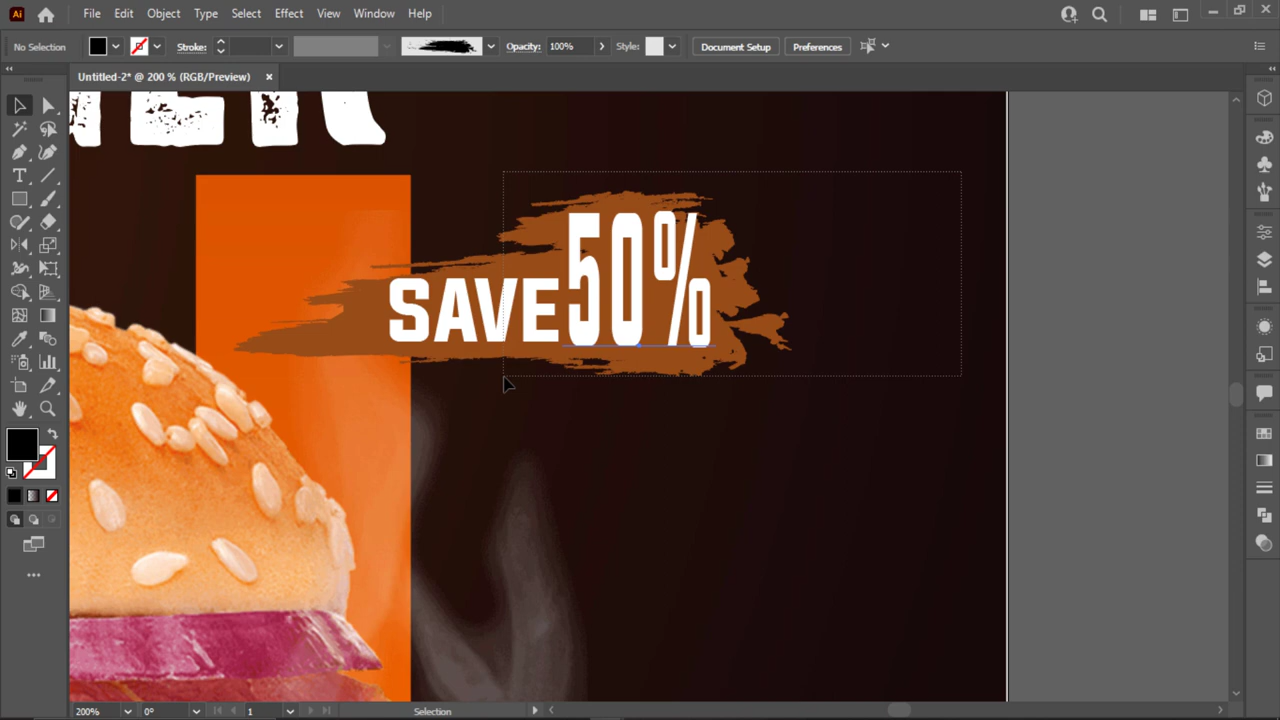 Ai
File Edit Object Type Select Effect View Window Help
No Selection Stroke: Opacity: 100% Style: Document Setup Preferences
Untitled-2* @ 200 % (RGB/Preview) ×
SAVE 50%
200% 0° 1 Selection